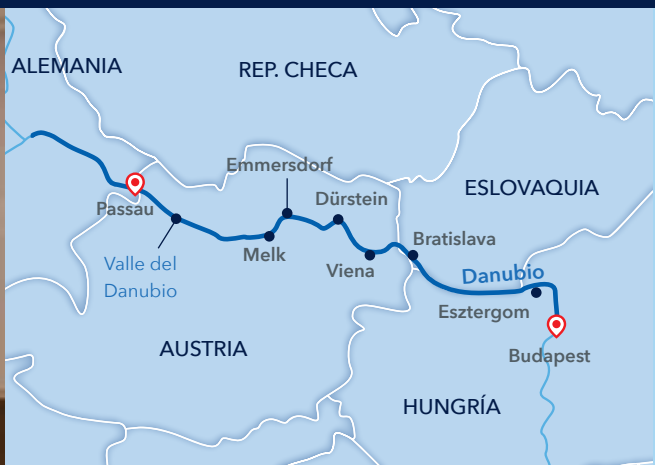 ALEMANIA
REP. CHECA
Emmersdorf
ESLOVAQUIA
Dürstein
Passau
Bratislava
Melk
Viena
Valle del
Danubio
Danubio
Esztergom
AUSTRIA
Budapest
HUNGRÍA